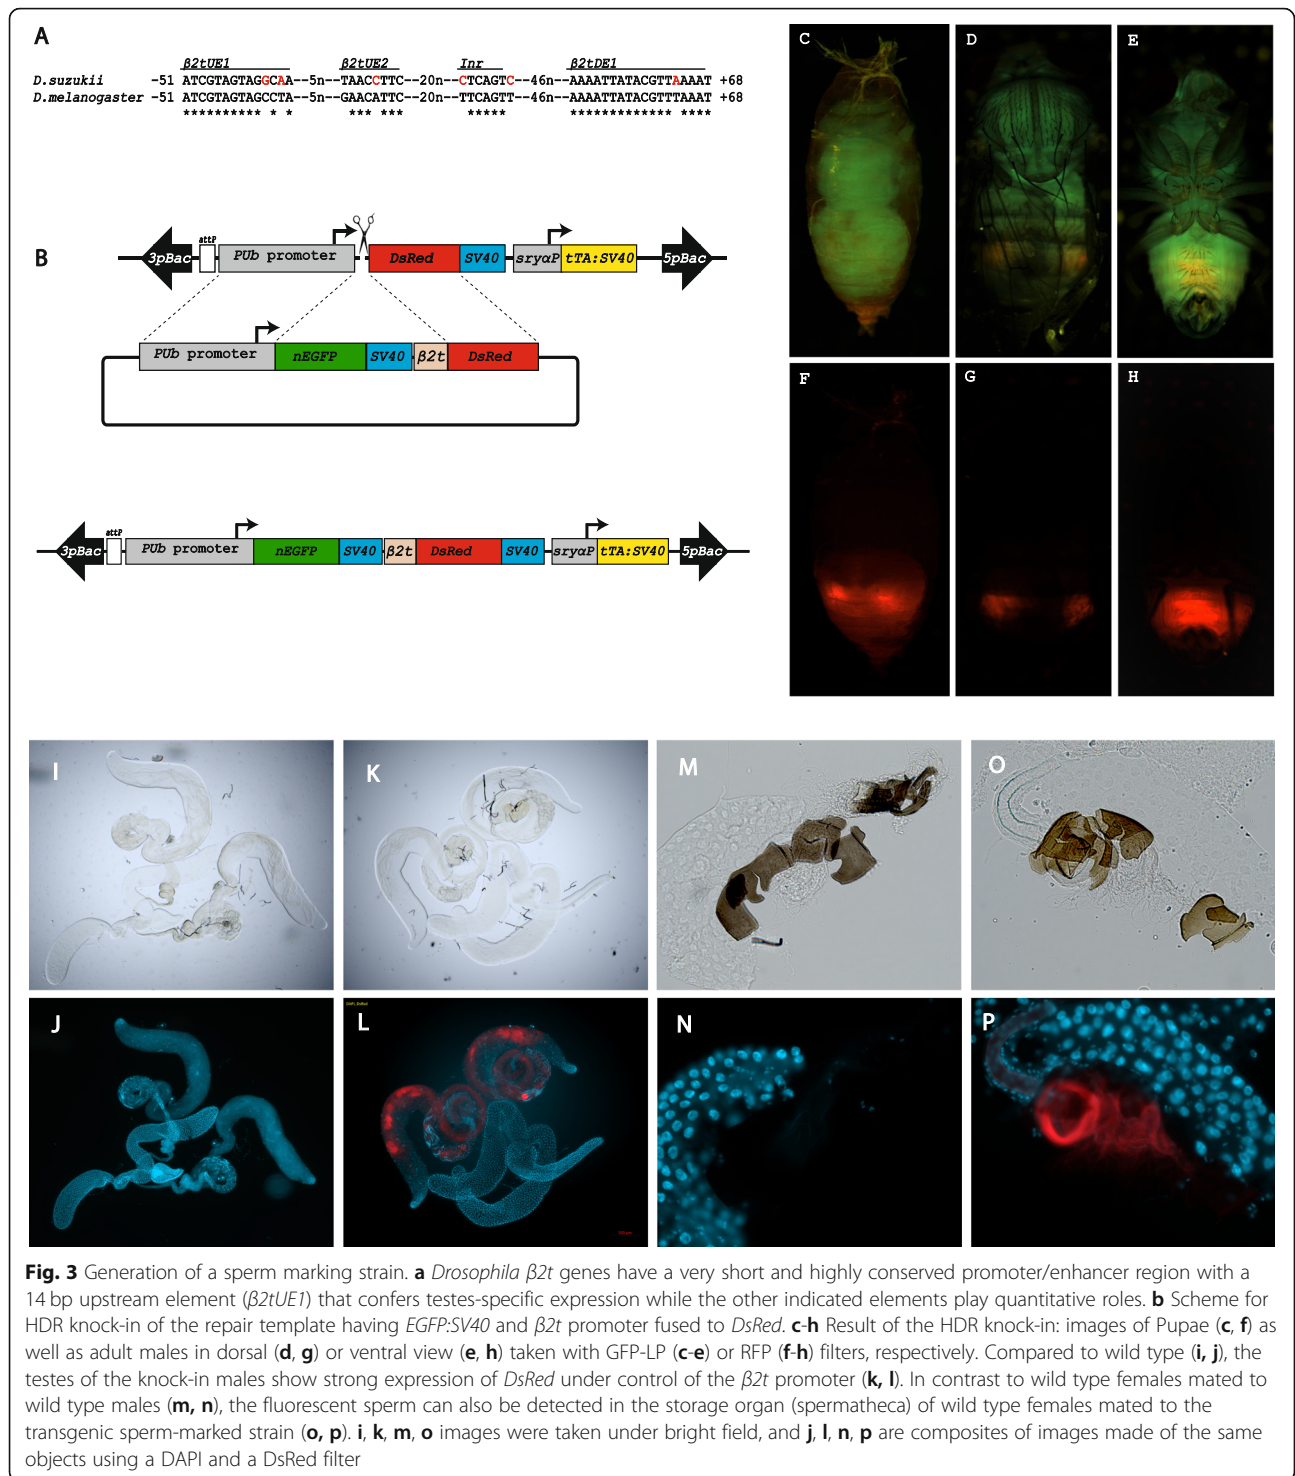 A
β2tUE1 β2tUE2 Inr β2tDE1
D.suzukii -51 ATCGTAGTAGGCAA--5n--TAACCTTC--20n--CTCAGTC--46n--AAAATTATACGTTAAAAT +68
D.melanogaster -51 ATCGTAGTAGCCTA--5n--GAACATTC--20n--TTCAGTT--46n--AAAATTATACGTTTAAAT +68
********** * * *** *** ***** ************* ****
B
3pBac attP PUb promoter DsRed SV40 sryαP tTA:SV40 5pBac
PUb promoter nEGFP SV40 β2t DsRed
3pBac attP PUb promoter nEGFP SV40 β2t DsRed SV40 sryαP tTA:SV40 5pBac
C D E
F G H
I K M O
J L N P
Fig. 3 Generation of a sperm marking strain. a Drosophila β2t genes have a very short and highly conserved promoter/enhancer region with a
14 bp upstream element (β2tUE1) that confers testes-specific expression while the other indicated elements play quantitative roles. b Scheme for
HDR knock-in of the repair template having EGFP:SV40 and β2t promoter fused to DsRed. c-h Result of the HDR knock-in: images of Pupae (c, f) as
well as adult males in dorsal (d, g) or ventral view (e, h) taken with GFP-LP (c-e) or RFP (f-h) filters, respectively. Compared to wild type (i, j), the
testes of the knock-in males show strong expression of DsRed under control of the β2t promoter (k, l). In contrast to wild type females mated to
wild type males (m, n), the fluorescent sperm can also be detected in the storage organ (spermatheca) of wild type females mated to the
transgenic sperm-marked strain (o, p). i, k, m, o images were taken under bright field, and j, l, n, p are composites of images made of the same
objects using a DAPI and a DsRed filter